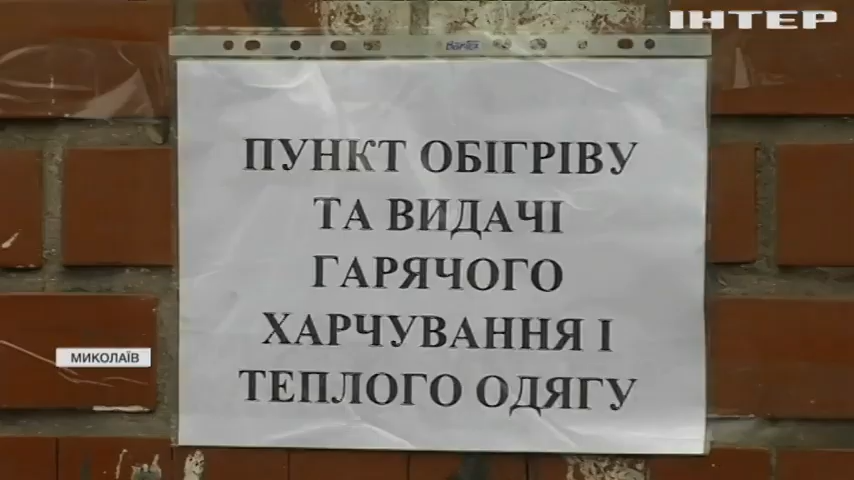 ІНТЕР
ПУНКТ ОБІГРІВУ
ТА ВИДАЧІ
ГАРЯЧОГО
ХАРЧУВАННЯ І
ТЕПЛОГО ОДЯГУ
МИКОЛАЇВ